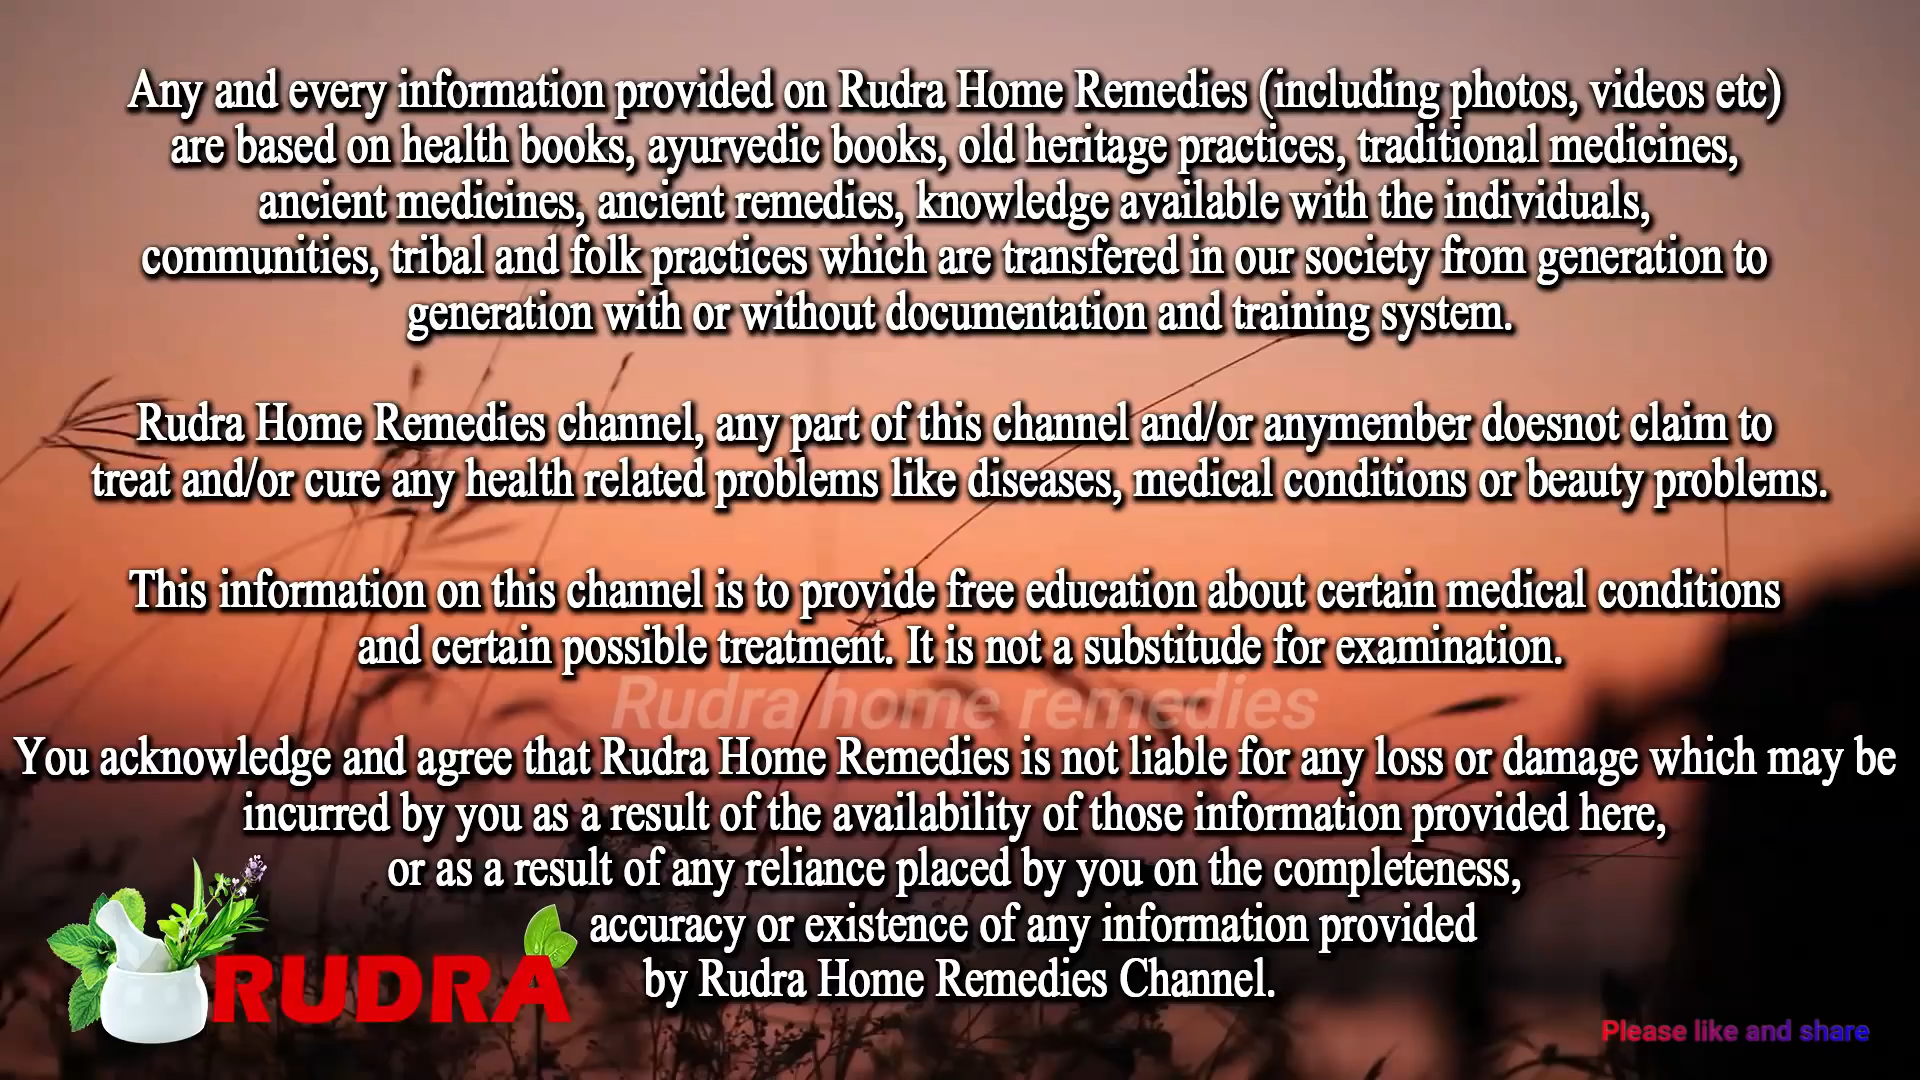 Any and every information provided on Rudra Home Remedies (including photos, videos etc)
are based on health books, ayurvedic books, old heritage practices, traditional medicines,
ancient medicines, ancient remedies, knowledge available with the individuals,
communities, tribal and folk practices which are transfered in our society from generation to
generation with or without documentation and training system.
Rudra Home Remedies channel, any part of this channel and/or anymember doesnot claim to
treat and/or cure any health related problems like diseases, medical conditions or beauty problems.
This information on this channel is to provide free education about certain medical conditions
and certain possible treatment. It is not a substitude for examination.
Rudra home remedies
You acknowledge and agree that Rudra Home Remedies is not liable for any loss or damage which may be
incurred by you as a result of the availability of those information provided here,
or as a result of any reliance placed by you on the completeness,
accuracy or existence of any information provided
by Rudra Home Remedies Channel.
RUDRA
Please like and share